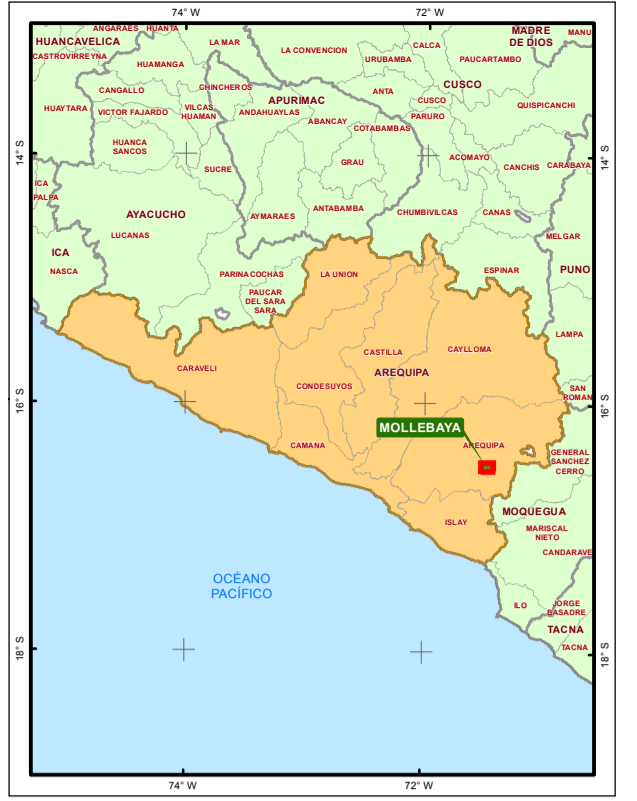 74° W
72° W
ANGARAES
HUANTA
MADRE
DE DIOS
MANU
HUANCAVELICA
LA MAR
LA CONVENCION
CALCA
CASTROVIRREYNA
HUAMANGA
URUBAMBA
PAUCARTAMBO
CANGALLO
CHINCHEROS
APURIMAC
ANTA
CUSCO
CUSCO
QUISPICANCHI
HUAYTARA
VICTOR FAJARDO
VILCAS
HUAMAN
ANDAHUAYLAS
ABANCAY
PARURO
COTABAMBAS
HUANCA
SANCOS
GRAU
ACOMAYO
CANCHIS
CARABAYA
14° S
14° S
SUCRE
ICA
PALPA
AYACUCHO
AYMARAES
ANTABAMBA
CHUMBIVILCAS
CANAS
LUCANAS
MELGAR
ICA
NASCA
PARINACOCHAS
LA UNION
ESPINAR
PUNO
PAUCAR
DEL SARA
SARA
LAMPA
CASTILLA
CAYLLOMA
CARAVELI
AREQUIPA
CONDESUYOS
SAN
ROMAN
16° S
16° S
MOLLEBAYA
CAMANA
AREQUIPA
GENERAL
SANCHEZ
CERRO
ISLAY
MOQUEGUA
MARISCAL
NIETO
CANDARAVE
OCÉANO
PACÍFICO
ILO
JORGE
BASADRE
TACNA
TACNA
18° S
18° S
74° W
72° W